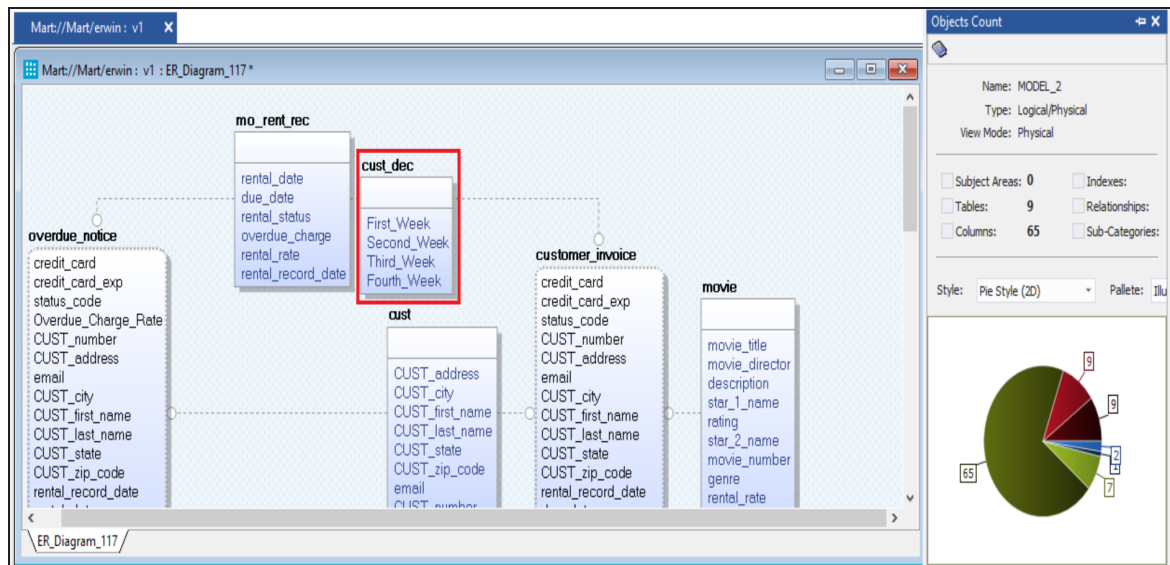 Mart://Mart/erwin : v1 X
Mart://Mart/erwin : v1 : ER_Diagram_117 *
mo_rent_rec
rental_date
due_date
rental_status
overdue_charge
rental_rate
rental_record_date
cust_dec
First_Week
Second_Week
Third_Week
Fourth_Week
overdue_notice
credit_card
credit_card_exp
status_code
Overdue_Charge_Rate
CUST_number
CUST_address
email
CUST_city
CUST_first_name
CUST_last_name
CUST_state
CUST_zip_code
rental_record_date
cust
CUST_address
CUST_city
CUST_first_name
CUST_last_name
CUST_state
CUST_zip_code
email
CUST_number
customer_invoice
credit_card
credit_card_exp
status_code
CUST_number
CUST_address
email
CUST_city
CUST_first_name
CUST_last_name
CUST_state
CUST_zip_code
rental_record_date
movie
movie_title
movie_director
description
star_1_name
rating
star_2_name
movie_number
genre
rental_rate
ER_Diagram_117
Objects Count
Name: MODEL_2
Type: Logical/Physical
View Mode: Physical
Subject Areas: 0 Indexes:
Tables: 9 Relationships:
Columns: 65 Sub-Categories:
Style: Pie Style (2D) Pallete: Illu
9
9
2
7
65